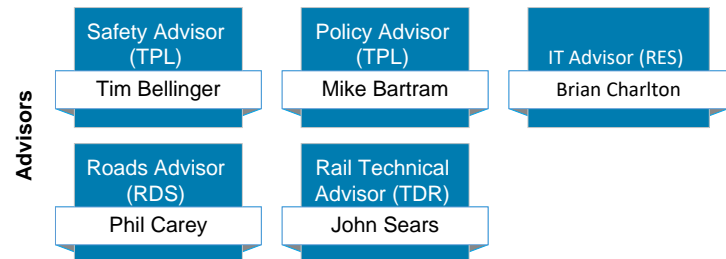 Advisors
Safety Advisor
(TPL)
Tim Bellinger
Policy Advisor
(TPL)
Mike Bartram
IT Advisor (RES)
Brian Charlton
Roads Advisor
(RDS)
Phil Carey
Rail Technical
Advisor (TDR)
John Sears